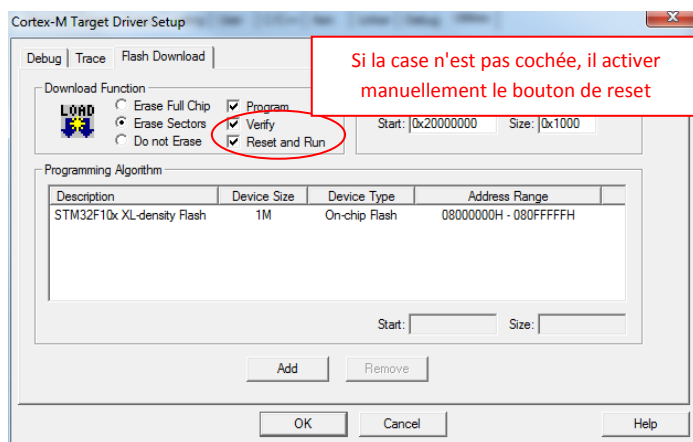 Cortex-M Target Driver Setup
Debug Trace Flash Download
Si la case n'est pas cochée, il activer
manuellement le bouton de reset
Download Function
LOAD
Erase Full Chip Program
Erase Sectors Verify
Do not Erase Reset and Run
Start: 0x20000000 Size: 0x1000
Programming Algorithm
Description Device Size Device Type Address Range
STM32F10x XL-density Flash 1M On-chip Flash 08000000H - 080FFFFFH
Start: Size:
Add Remove
OK Cancel Help